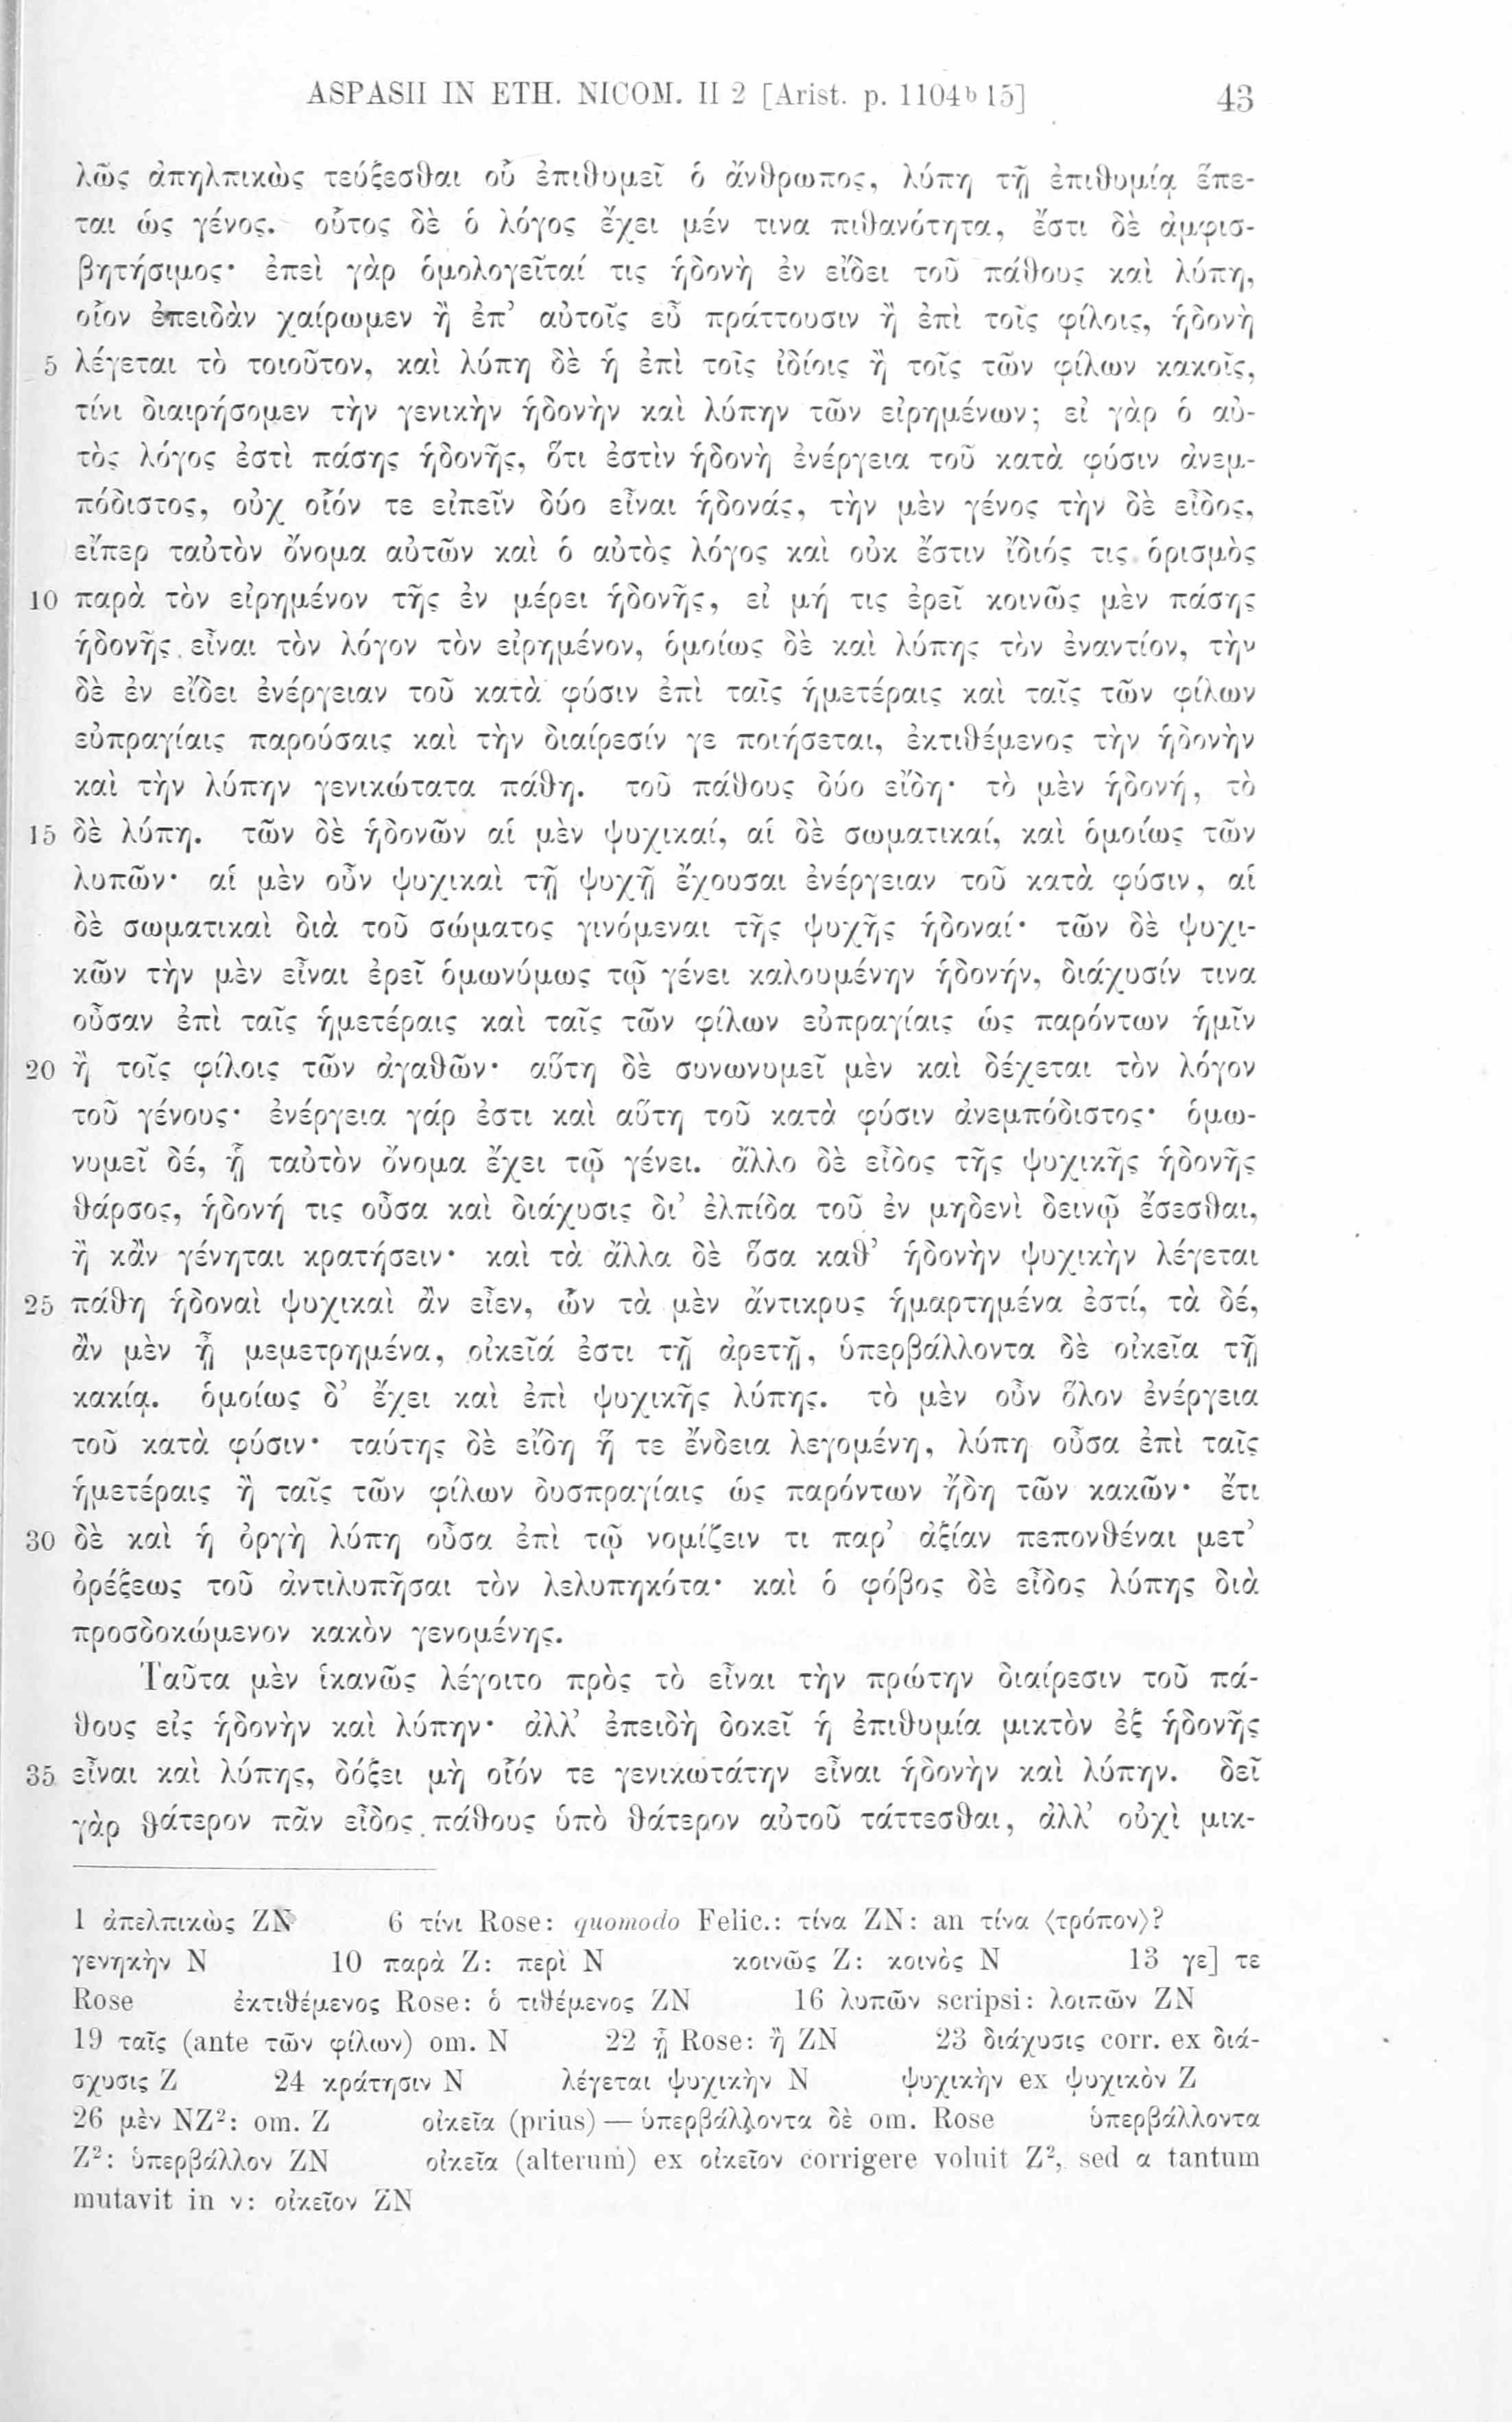 ASPASII IN ETH. NICOM. II 2 [Arist. p. 1104ᵇ 15] 43
λῶς ἀπηλπικὼς τεύξεσθαι οὗ ἐπιθυμεῖ ὁ ἄνθρωπος, λύπη τῇ ἐπιθυμίᾳ ἕπε-
ται ὡς γένος. οὗτος δὲ ὁ λόγος ἔχει μέν τινα πιθανότητα, ἔστι δὲ ἀμφισ-
βητήσιμος· ἐπεὶ γὰρ ὁμολογεῖταί τις ἡδονὴ ἐν εἴδει τοῦ πάθους καὶ λύπη,
οἷον ἐπειδὰν χαίρωμεν ἢ ἐπ’ αὐτοῖς εὖ πράττουσιν ἢ ἐπὶ τοῖς φίλοις, ἡδονὴ
5 λέγεται τὸ τοιοῦτον, καὶ λύπη δὲ ἡ ἐπὶ τοῖς ἰδίοις ἢ τοῖς τῶν φίλων κακοῖς,
τίνι διαιρήσομεν τὴν γενικὴν ἡδονὴν καὶ λύπην τῶν εἰρημένων; εἰ γὰρ ὁ αὐ-
τὸς λόγος ἐστὶ πάσης ἡδονῆς, ὅτι ἐστὶν ἡδονὴ ἐνέργεια τοῦ κατὰ φύσιν ἀνεμ-
πόδιστος, οὐχ οἷόν τε εἰπεῖν δύο εἶναι ἡδονάς, τὴν μὲν γένος τὴν δὲ εἶδος,
εἴπερ ταὐτὸν ὄνομα αὐτῶν καὶ ὁ αὐτὸς λόγος καὶ οὐκ ἔστιν ἴδιός τις ὁρισμὸς
10 παρὰ τὸν εἰρημένον τῆς ἐν μέρει ἡδονῆς, εἰ μή τις ἐρεῖ κοινῶς μὲν πάσης
ἡδονῆς εἶναι τὸν λόγον τὸν εἰρημένον, ὁμοίως δὲ καὶ λύπης τὸν ἐναντίον, τὴν
δὲ ἐν εἴδει ἐνέργειαν τοῦ κατὰ φύσιν ἐπὶ ταῖς ἡμετέραις καὶ ταῖς τῶν φίλων
εὐπραγίαις παρούσαις καὶ τὴν διαίρεσίν γε ποιήσεται, ἐκτιθέμενος τὴν ἡδονὴν
καὶ τὴν λύπην γενικώτατα πάθη. τοῦ πάθους δύο εἴδη· τὸ μὲν ἡδονή, τὸ
15 δὲ λύπη. τῶν δὲ ἡδονῶν αἱ μὲν ψυχικαί, αἱ δὲ σωματικαί, καὶ ὁμοίως τῶν
λυπῶν· αἱ μὲν οὖν ψυχικαὶ τῇ ψυχῇ ἔχουσαι ἐνέργειαν τοῦ κατὰ φύσιν, αἱ
δὲ σωματικαὶ διὰ τοῦ σώματος γινόμεναι τῆς ψυχῆς ἡδοναί· τῶν δὲ ψυχι-
κῶν τὴν μὲν εἶναι ἐρεῖ ὁμωνύμως τῷ γένει καλουμένην ἡδονήν, διάχυσίν τινα
οὖσαν ἐπὶ ταῖς ἡμετέραις καὶ ταῖς τῶν φίλων εὐπραγίαις ὡς παρόντων ἡμῖν
20 ἢ τοῖς φίλοις τῶν ἀγαθῶν· αὕτη δὲ συνωνυμεῖ μὲν καὶ δέχεται τὸν λόγον
τοῦ γένους· ἐνέργεια γάρ ἐστι καὶ αὕτη τοῦ κατὰ φύσιν ἀνεμπόδιστος· ὁμω-
νυμεῖ δέ, ᾗ ταὐτὸν ὄνομα ἔχει τῷ γένει. ἄλλο δὲ εἶδος τῆς ψυχικῆς ἡδονῆς
θάρσος, ἡδονή τις οὖσα καὶ διάχυσις δι’ ἐλπίδα τοῦ ἐν μηδενὶ δεινῷ ἔσεσθαι,
ἢ κἂν γένηται κρατήσειν· καὶ τὰ ἄλλα δὲ ὅσα καθ’ ἡδονὴν ψυχικὴν λέγεται
25 πάθη ἡδοναὶ ψυχικαὶ ἂν εἶεν, ὧν τὰ μὲν ἄντικρυς ἡμαρτημένα ἐστί, τὰ δέ,
ἂν μὲν ᾖ μεμετρημένα, οἰκεῖά ἐστι τῇ ἀρετῇ, ὑπερβάλλοντα δὲ οἰκεῖα τῇ
κακίᾳ. ὁμοίως δ’ ἔχει καὶ ἐπὶ ψυχικῆς λύπης. τὸ μὲν οὖν ὅλον ἐνέργεια
τοῦ κατὰ φύσιν· ταύτης δὲ εἴδη ἥ τε ἔνδεια λεγομένη, λύπη οὖσα ἐπὶ ταῖς
ἡμετέραις ἢ ταῖς τῶν φίλων δυσπραγίαις ὡς παρόντων ἤδη τῶν κακῶν· ἔτι
30 δὲ καὶ ἡ ὀργὴ λύπη οὖσα ἐπὶ τῷ νομίζειν τι παρ’ ἀξίαν πεπονθέναι μετ’
ὀρέξεως τοῦ ἀντιλυπῆσαι τὸν λελυπηκότα· καὶ ὁ φόβος δὲ εἶδος λύπης διὰ
προσδοκώμενον κακὸν γενομένης.
Ταῦτα μὲν ἱκανῶς λέγοιτο πρὸς τὸ εἶναι τὴν πρώτην διαίρεσιν τοῦ πά-
θους εἰς ἡδονὴν καὶ λύπην· ἀλλ’ ἐπειδὴ δοκεῖ ἡ ἐπιθυμία μικτὸν ἐξ ἡδονῆς
35 εἶναι καὶ λύπης, δόξει μὴ οἷόν τε γενικωτάτην εἶναι ἡδονὴν καὶ λύπην. δεῖ
γὰρ θάτερον πᾶν εἶδος πάθους ὑπὸ θάτερον αὐτοῦ τάττεσθαι, ἀλλ’ οὐχὶ μικ-
1 ἀπελπικὼς ZN 6 τίνι Rose: quomodo Felic.: τίνα ZN: an τίνα ⟨τρόπον⟩?
γενηκὴν N 10 παρὰ Z: περὶ N κοινῶς Z: κοινὸς N 13 γε] τε
Rose ἐκτιθέμενος Rose: ὁ τιθέμενος ZN 16 λυπῶν scripsi: λοιπῶν ZN
19 ταῖς (ante τῶν φίλων) om. N 22 ᾗ Rose: ἢ ZN 23 διάχυσις corr. ex διά-
σχυσις Z 24 κράτησιν N λέγεται ψυχικὴν N ψυχικὴν ex ψυχικὸν Z
26 μὲν NZ²: om. Z οἰκεῖα (prius) — ὑπερβάλλοντα δὲ om. Rose ὑπερβάλλοντα
Z²: ὑπερβάλλον ZN οἰκεῖα (alterum) ex οἰκεῖον corrigere voluit Z², sed α tantum
mutavit in ν: οἰκεῖον ZN